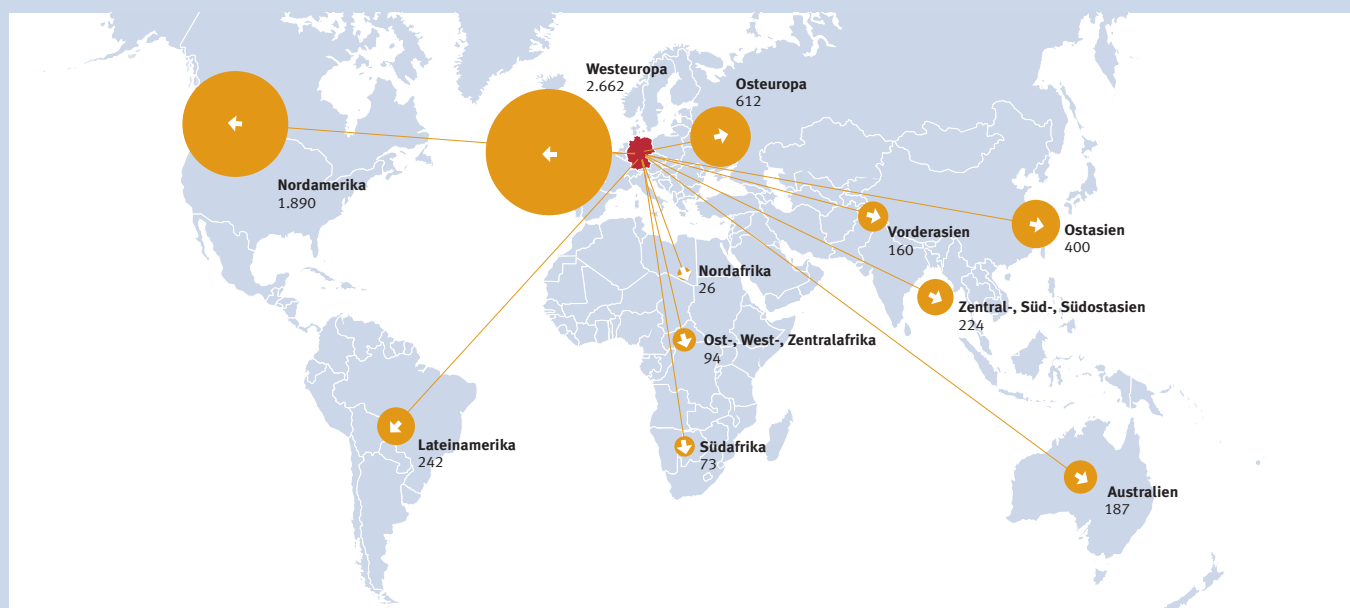 Westeuropa
2.662
Osteuropa
612
Nordamerika
1.890
Vorderasien
160
Ostasien
400
Nordafrika
26
Zentral-, Süd-, Südostasien
224
Ost-, West-, Zentralafrika
94
Lateinamerika
242
Südafrika
73
Australien
187